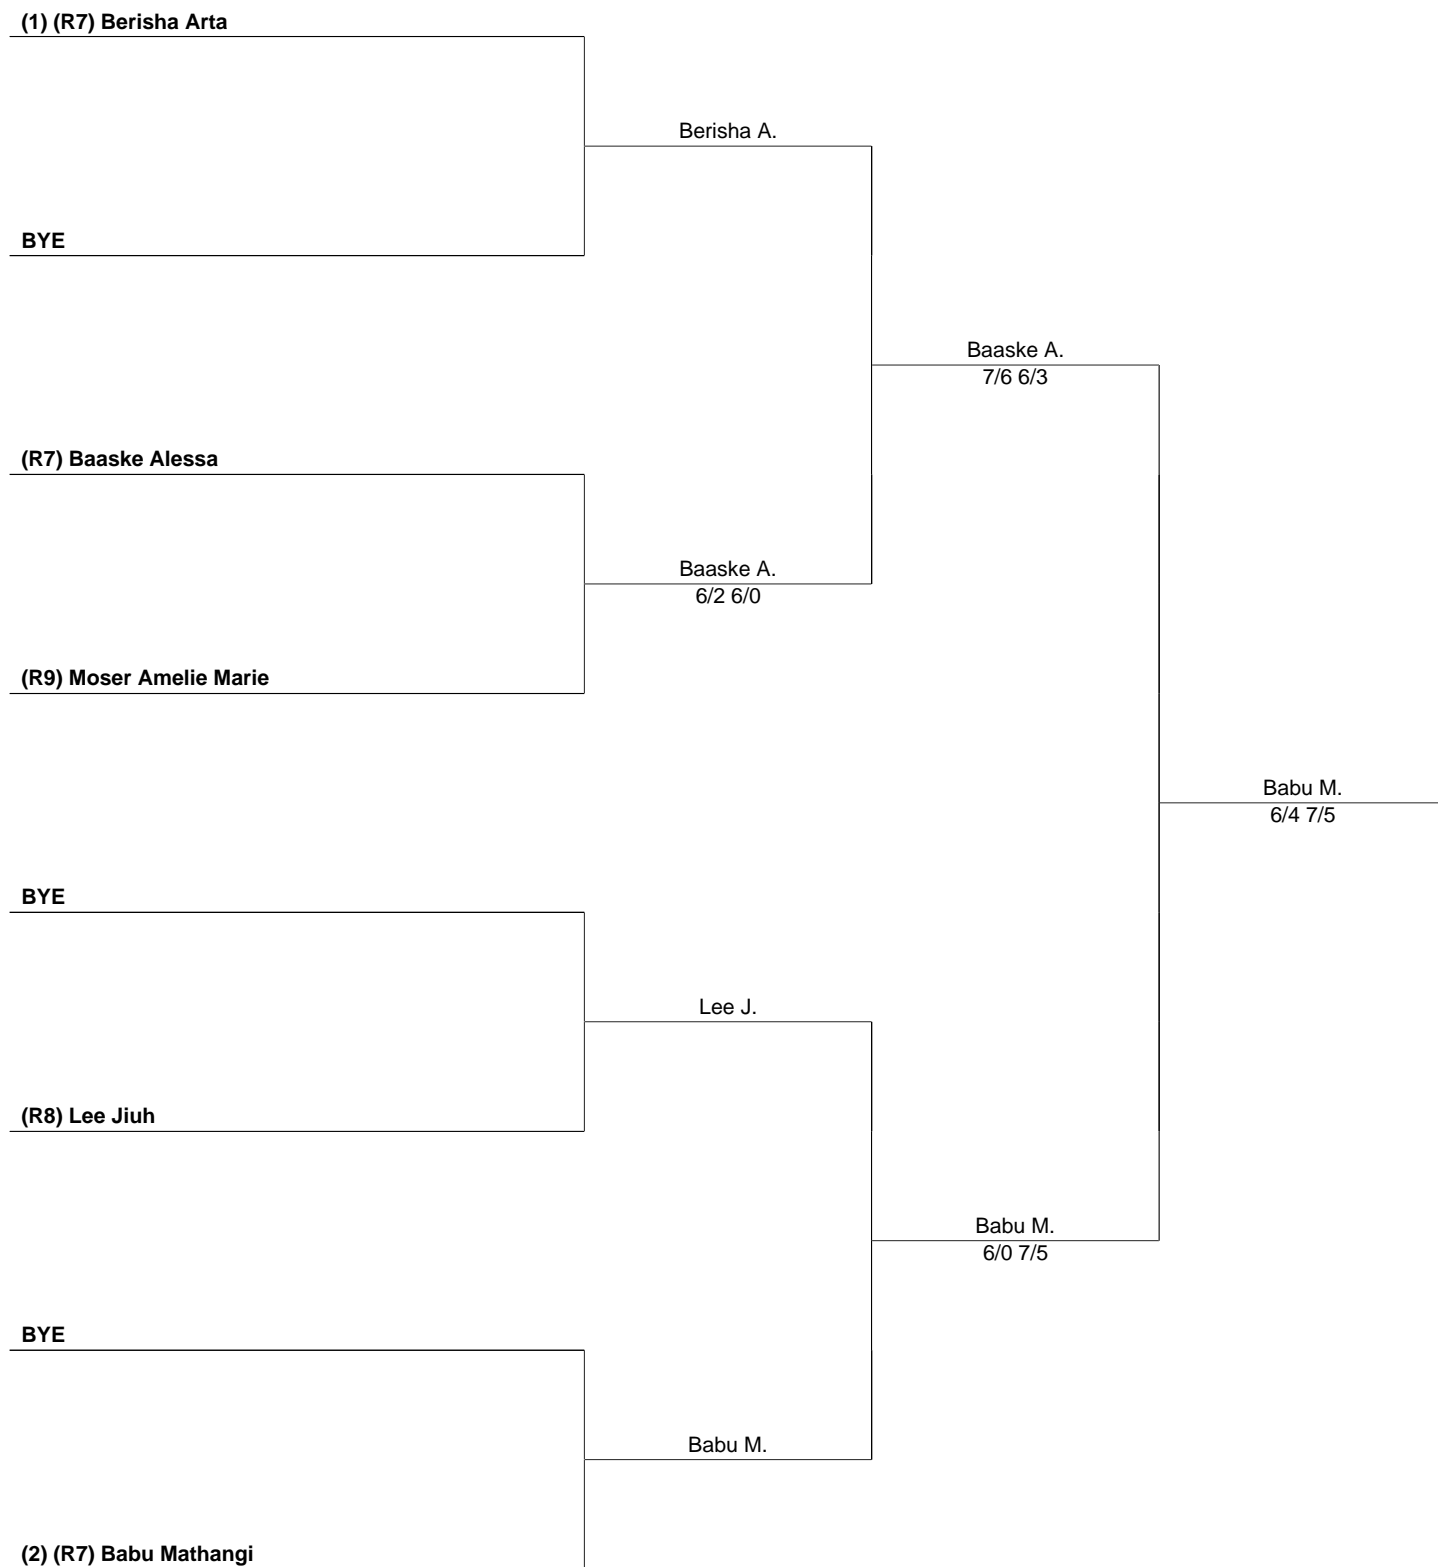 (1) (R7) Berisha Arta
Berisha A.
BYE
Baaske A.
7/6 6/3
(R7) Baaske Alessa
Baaske A.
6/2 6/0
(R9) Moser Amelie Marie
Babu M.
6/4 7/5
BYE
Lee J.
(R8) Lee Jiuh
Babu M.
6/0 7/5
BYE
Babu M.
(2) (R7) Babu Mathangi